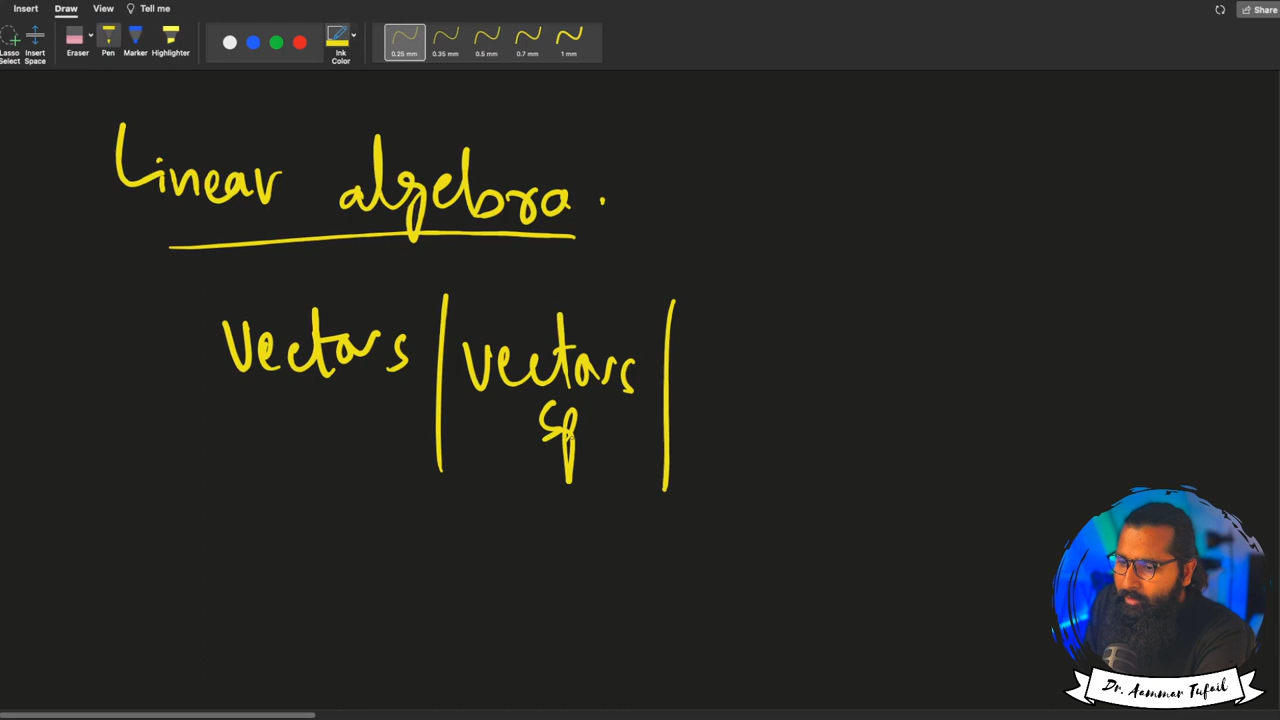 Insert Draw View Tell me Share
Lasso Select
Insert Space
Eraser
Pen
Marker
Highlighter
Ink Color
0.25 mm
0.35 mm
0.5 mm
0.7 mm
1 mm
Linear algebra.
Vectors | Vectors |
sp
Dr. Aammar Tufail